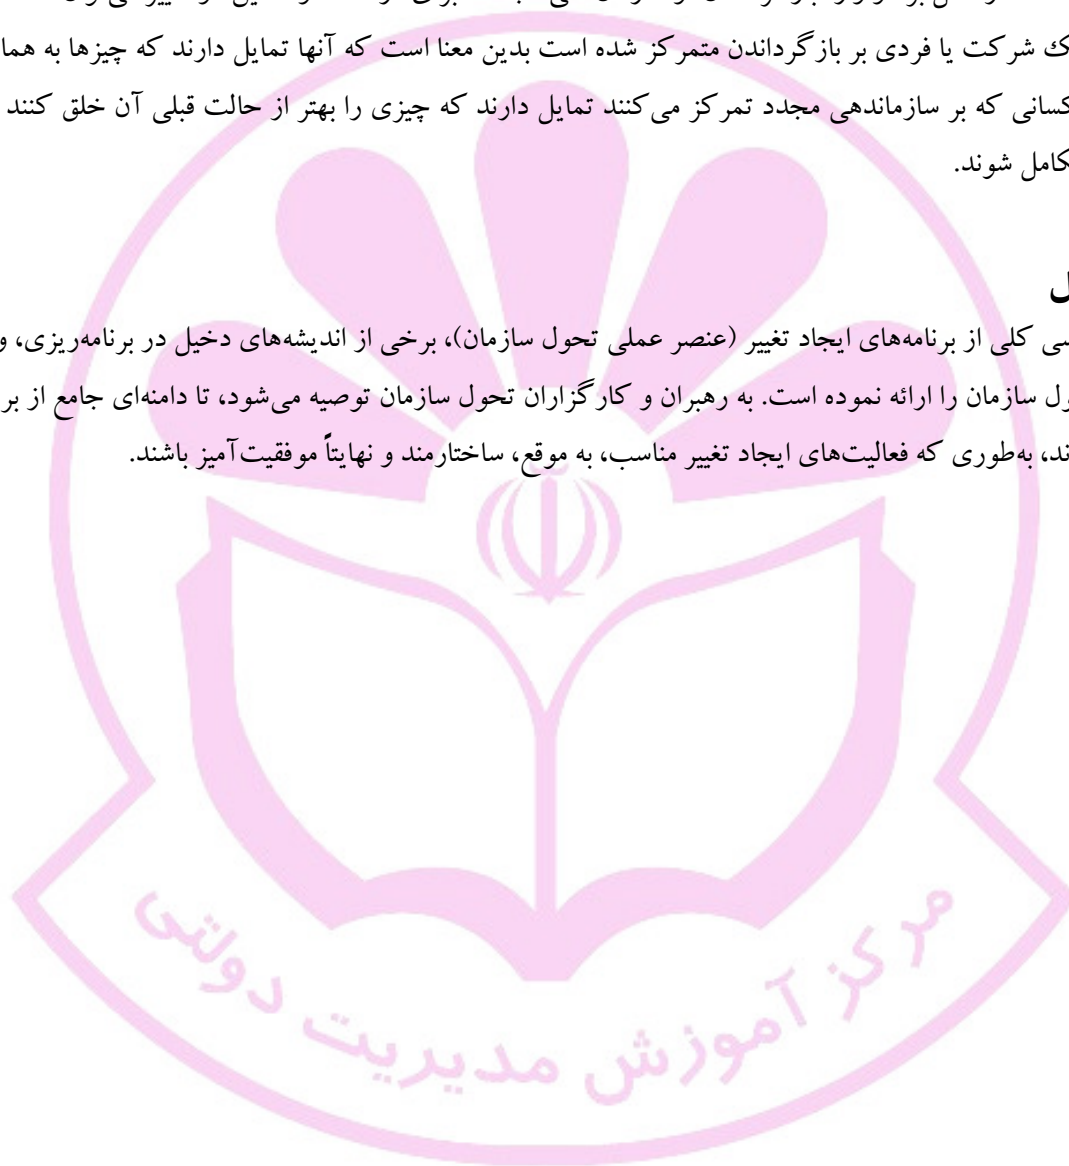 ک شرکت یا فردی بر بازگرداندن متمرکز شده است بدین معنا است که آنها تمایل دارند که چیزها به هما
کسانی که بر سازماندهی مجدد تمرکز می‌کنند تمایل دارند که چیزی را بهتر از حالت قبلی آن خلق کنند
کامل شوند.
ل
سی کلی از برنامه‌های ایجاد تغییر (عنصر عملی تحول سازمان)، برخی از اندیشه‌های دخیل در برنامه‌ریزی، و
ول سازمان را ارائه نموده است. به رهبران و کارگزاران تحول سازمان توصیه می‌شود، تا دامنه‌ای جامع از بر
ند، به‌طوری که فعالیت‌های ایجاد تغییر مناسب، به موقع، ساختارمند و نهایتاً موفقیت‌آمیز باشند.
مرکز آموزش مدیریت دولتی